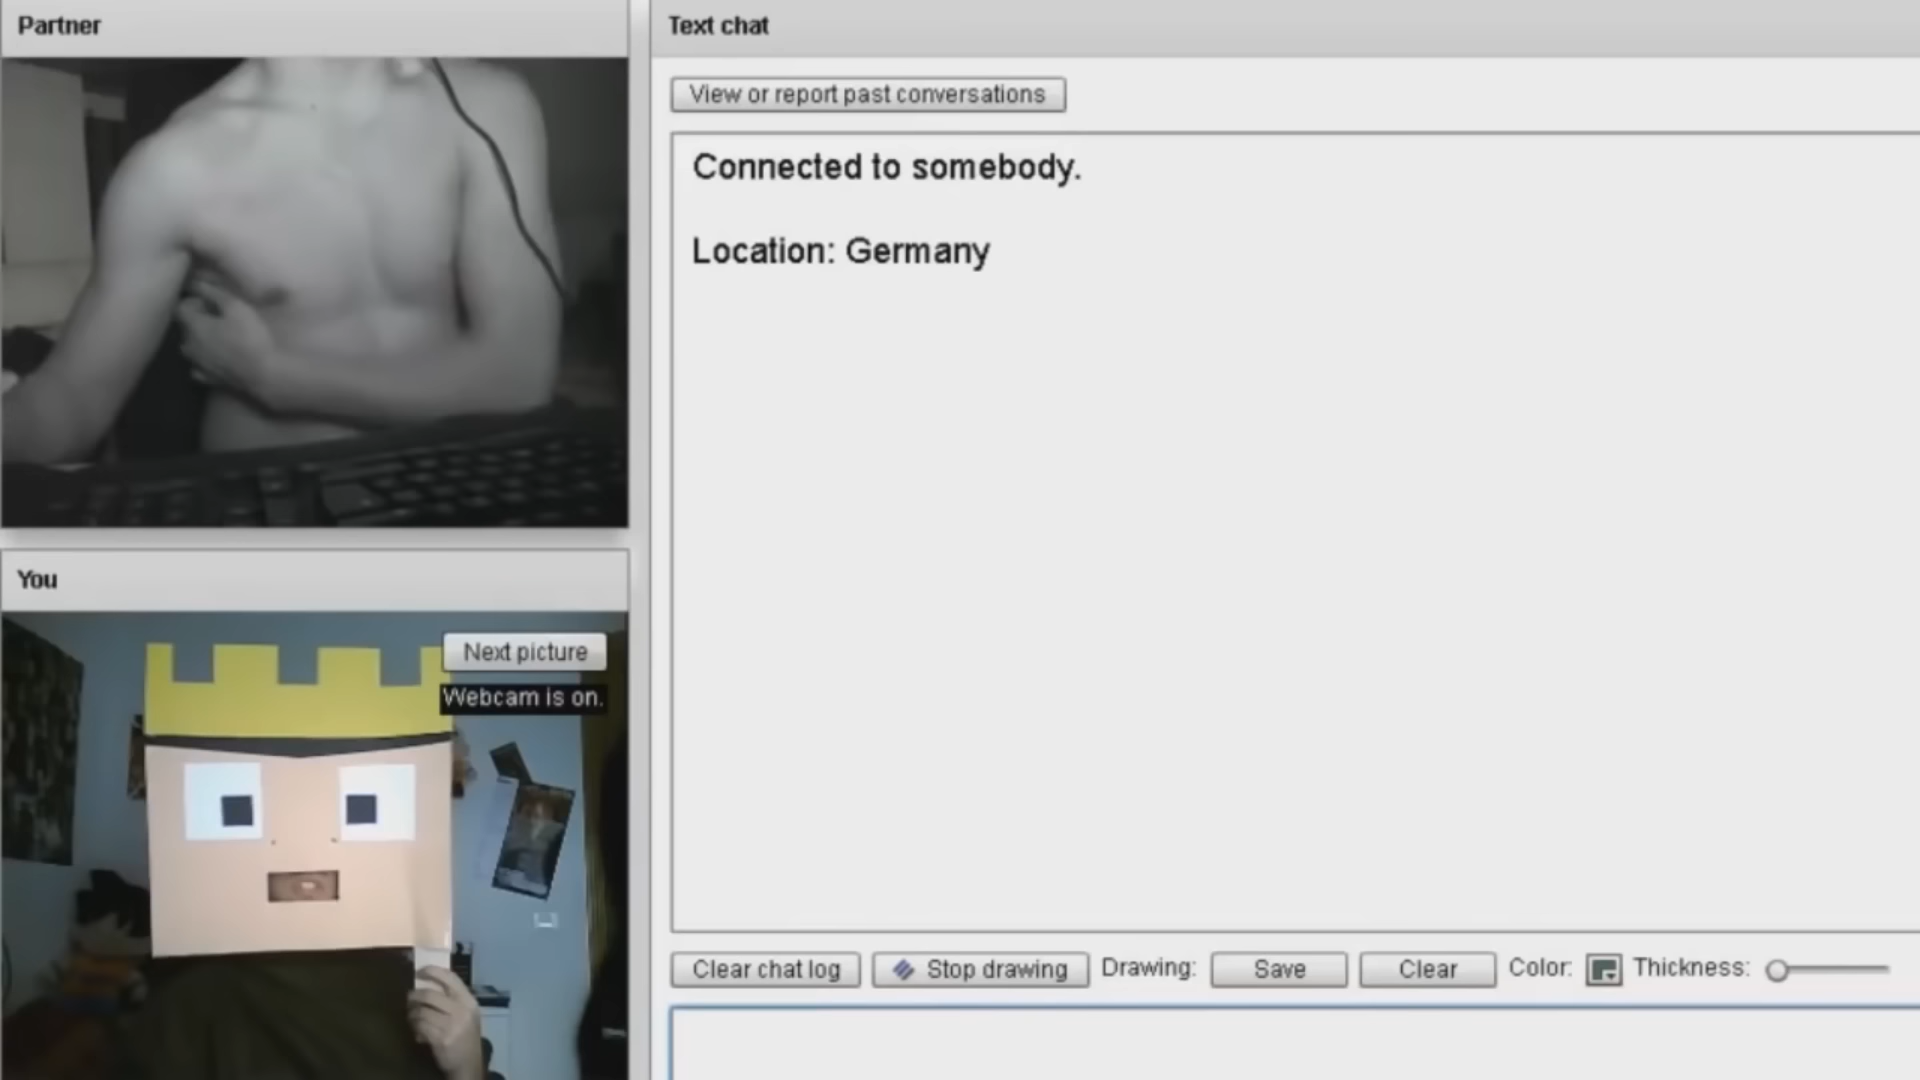 Partner
Text chat
View or report past conversations
Connected to somebody.
Location: Germany
You
Next picture
Webcam is on.
Clear chat log
Stop drawing
Drawing:
Save
Clear
Color:
Thickness: